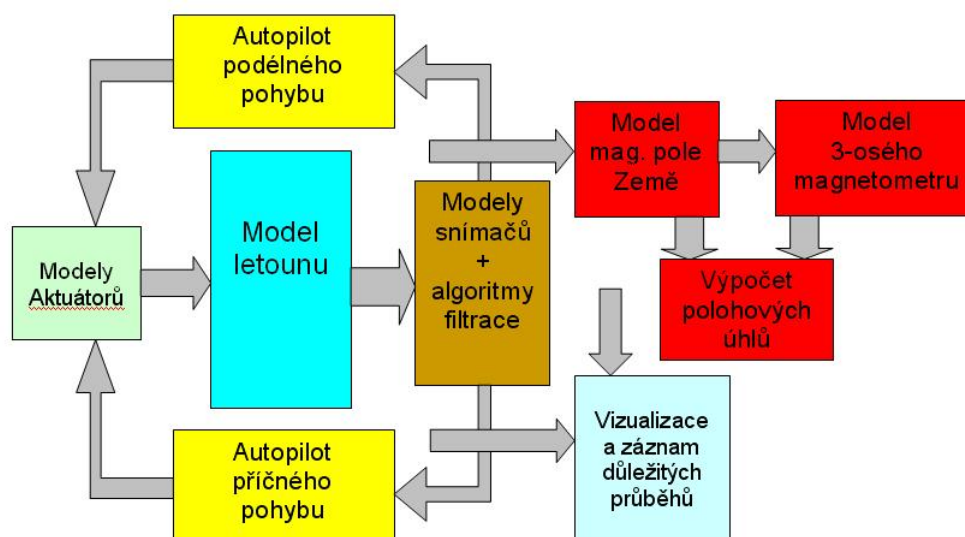 Autopilot
podélného
pohybu
Model
mag. pole
Země
Model
3-osého
magnetometru
Modely
Aktuátorů
Model
letounu
Modely
snímačů
+
algoritmy
filtrace
Výpočet
polohových
úhlů
Autopilot
příčného
pohybu
Vizualizace
a záznam
důležitých
průběhů